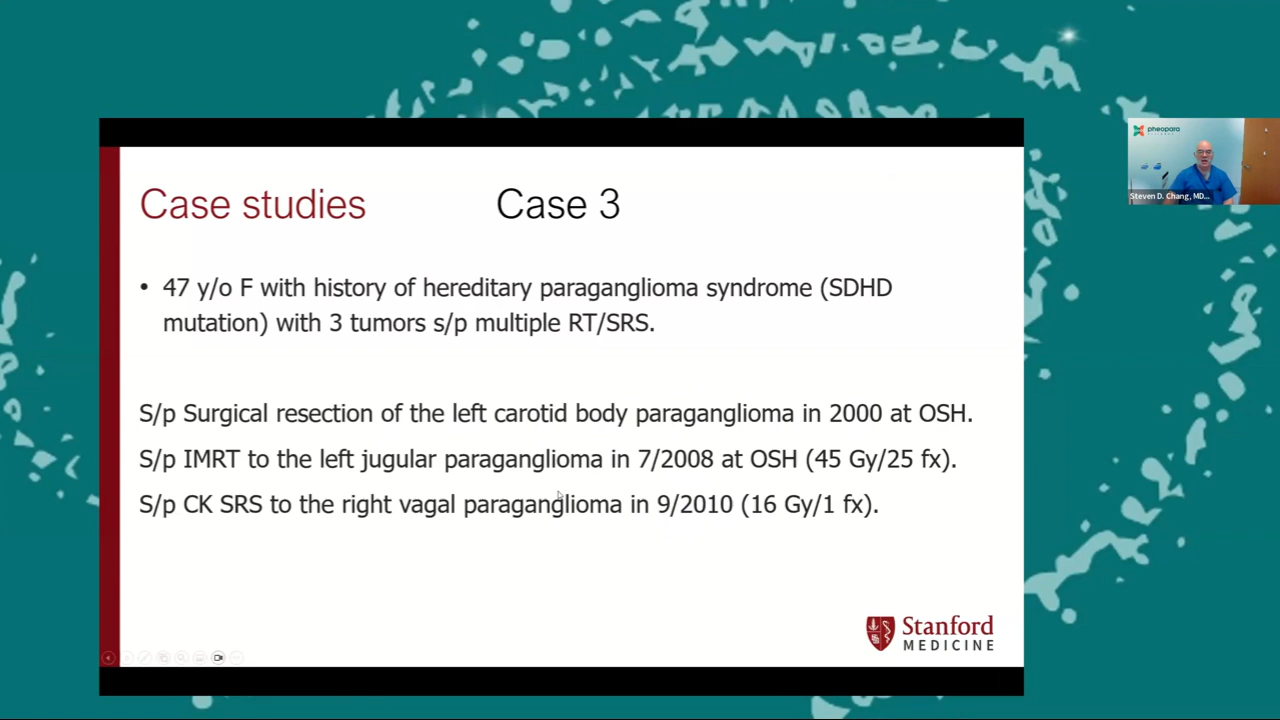 Case studies
Case 3
• 47 y/o F with history of hereditary paraganglioma syndrome (SDHD
mutation) with 3 tumors s/p multiple RT/SRS.
S/p Surgical resection of the left carotid body paraganglioma in 2000 at OSH.
S/p IMRT to the left jugular paraganglioma in 7/2008 at OSH (45 Gy/25 fx).
S/p CK SRS to the right vagal paraganglioma in 9/2010 (16 Gy/1 fx).
Stanford
MEDICINE
pheopara
Steven D. Chang, MD...